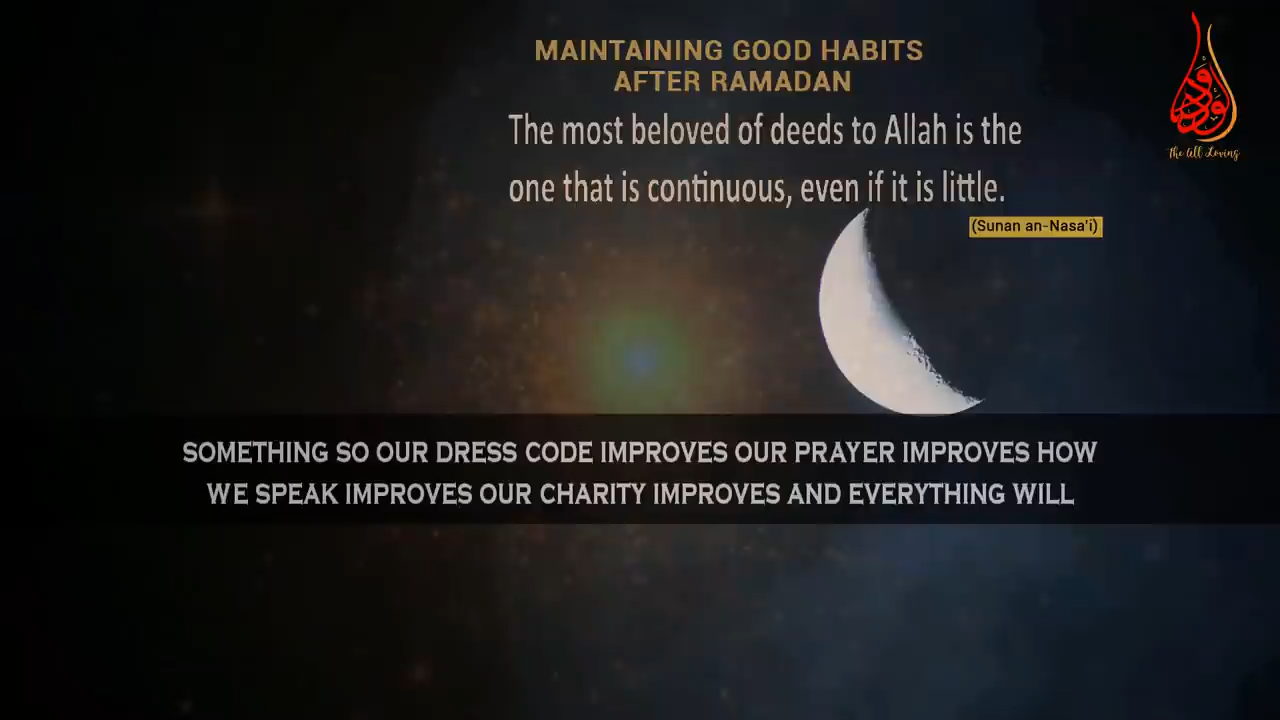 MAINTAINING GOOD HABITS
AFTER RAMADAN
The most beloved of deeds to Allah is the
one that is continuous, even if it is little.
(Sunan an-Nasa'i)
الودود
The All Loving
SOMETHING SO OUR DRESS CODE IMPROVES OUR PRAYER IMPROVES HOW
WE SPEAK IMPROVES OUR CHARITY IMPROVES AND EVERYTHING WILL